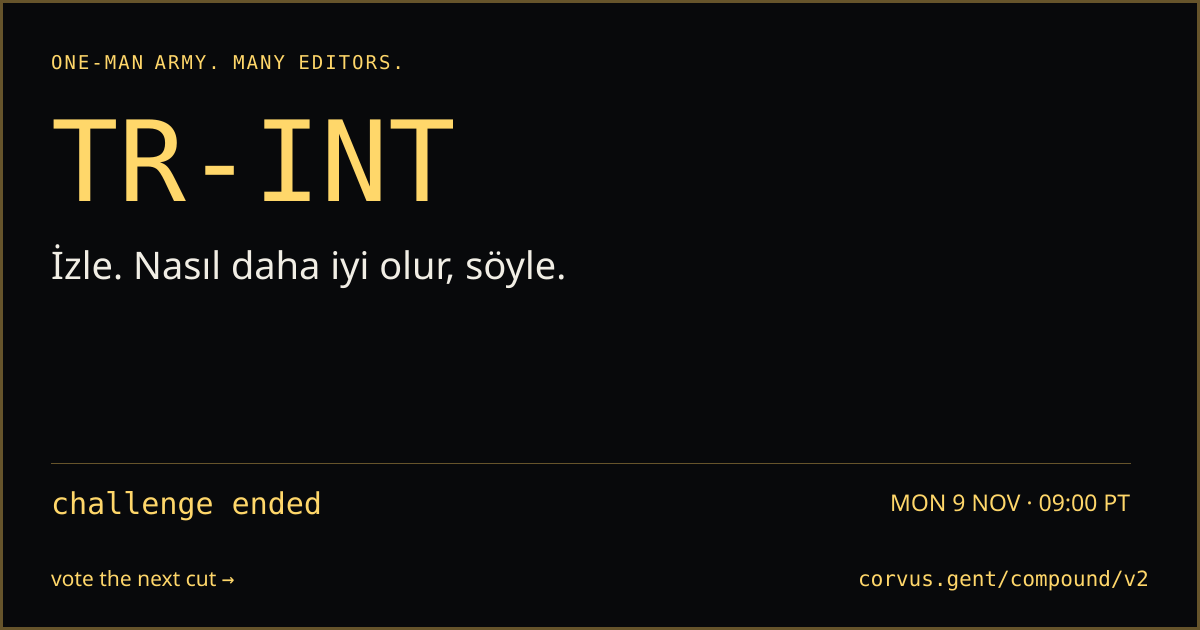 ONE-MAN ARMY. MANY EDITORS.
TR-INT
İzle. Nasıl daha iyi olur, söyle.
challenge ended
MON 9 NOV · 09:00 PT
vote the next cut →
corvus.gent/compound/v2